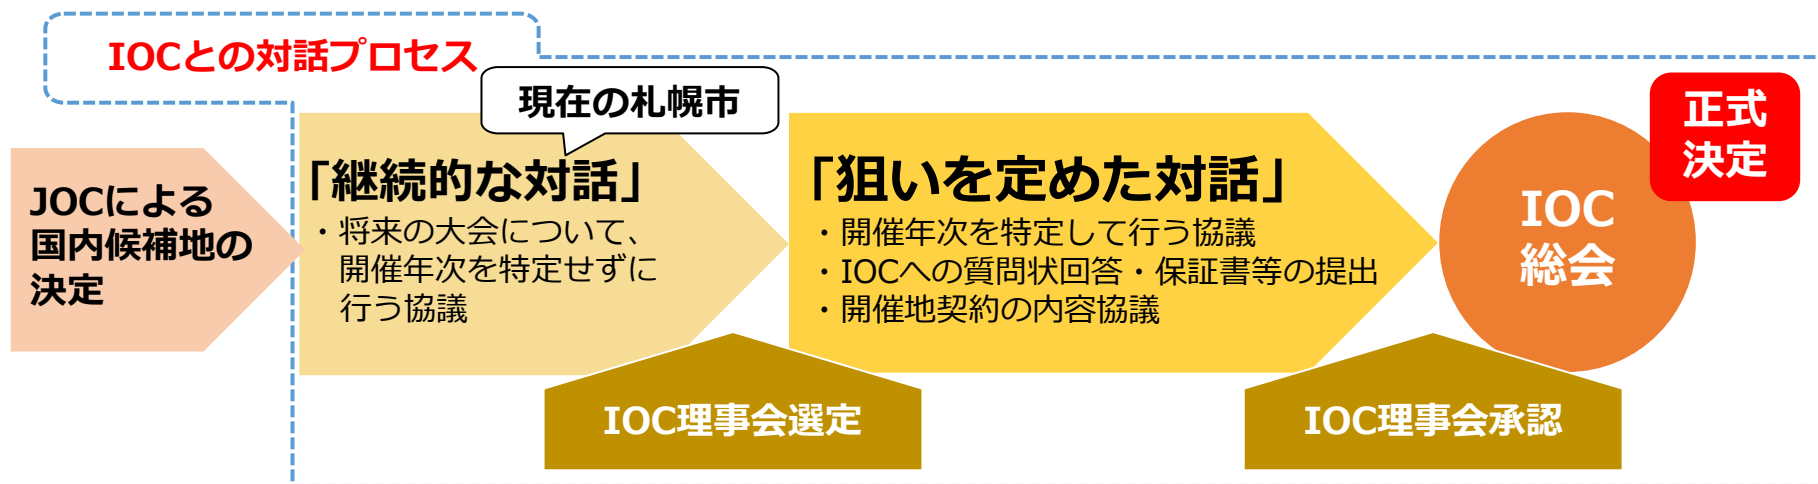 IOCとの対話プロセス
現在の札幌市
JOCによる
国内候補地の
決定
「継続的な対話」
・将来の大会について、
開催年次を特定せずに
行う協議
「狙いを定めた対話」
・開催年次を特定して行う協議
・IOCへの質問状回答・保証書等の提出
・開催地契約の内容協議
IOC
総会
正式
決定
IOC理事会選定
IOC理事会承認